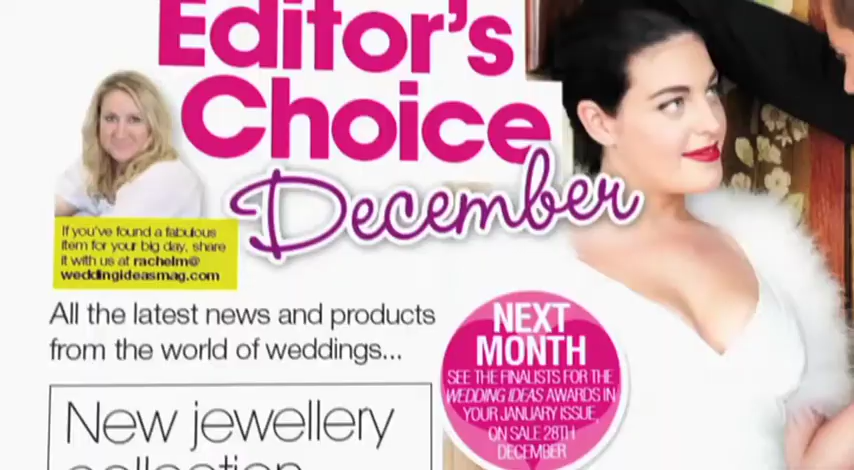 Editor's
Choice
December
If you've found a fabulous
item for your big day, share
it with us at rachelm@
weddingideasmag.com
All the latest news and products
from the world of weddings...
NEXT
MONTH
SEE THE FINALISTS FOR THE
WEDDING IDEAS AWARDS IN
YOUR JANUARY ISSUE,
ON SALE 28TH
DECEMBER
New jewellery
collection